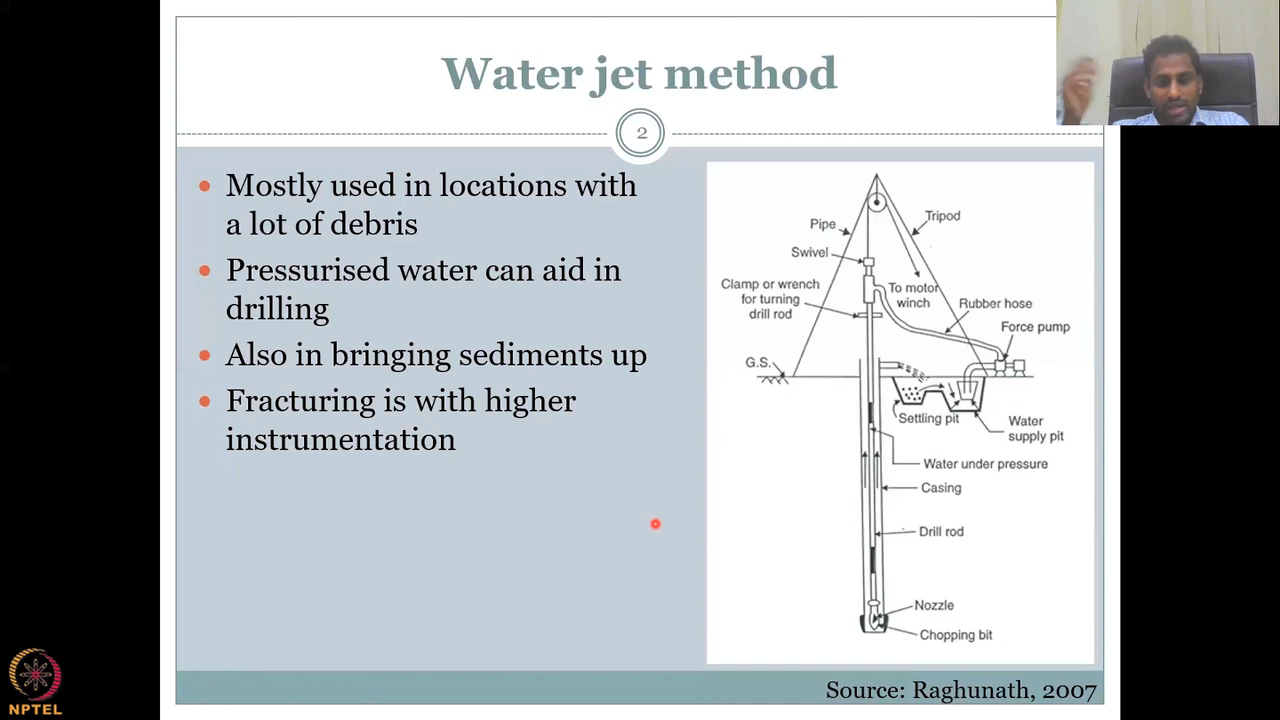 Water jet method
2
• Mostly used in locations with
a lot of debris
• Pressurised water can aid in
drilling
• Also in bringing sediments up
• Fracturing is with higher
instrumentation
Pipe
Tripod
Swivel
Clamp or wrench
for turning
drill rod
To motor
winch
Rubber hose
Force pump
G.S.
Settling pit
Water
supply pit
Water under pressure
Casing
Drill rod
Nozzle
Chopping bit
Source: Raghunath, 2007
NPTEL